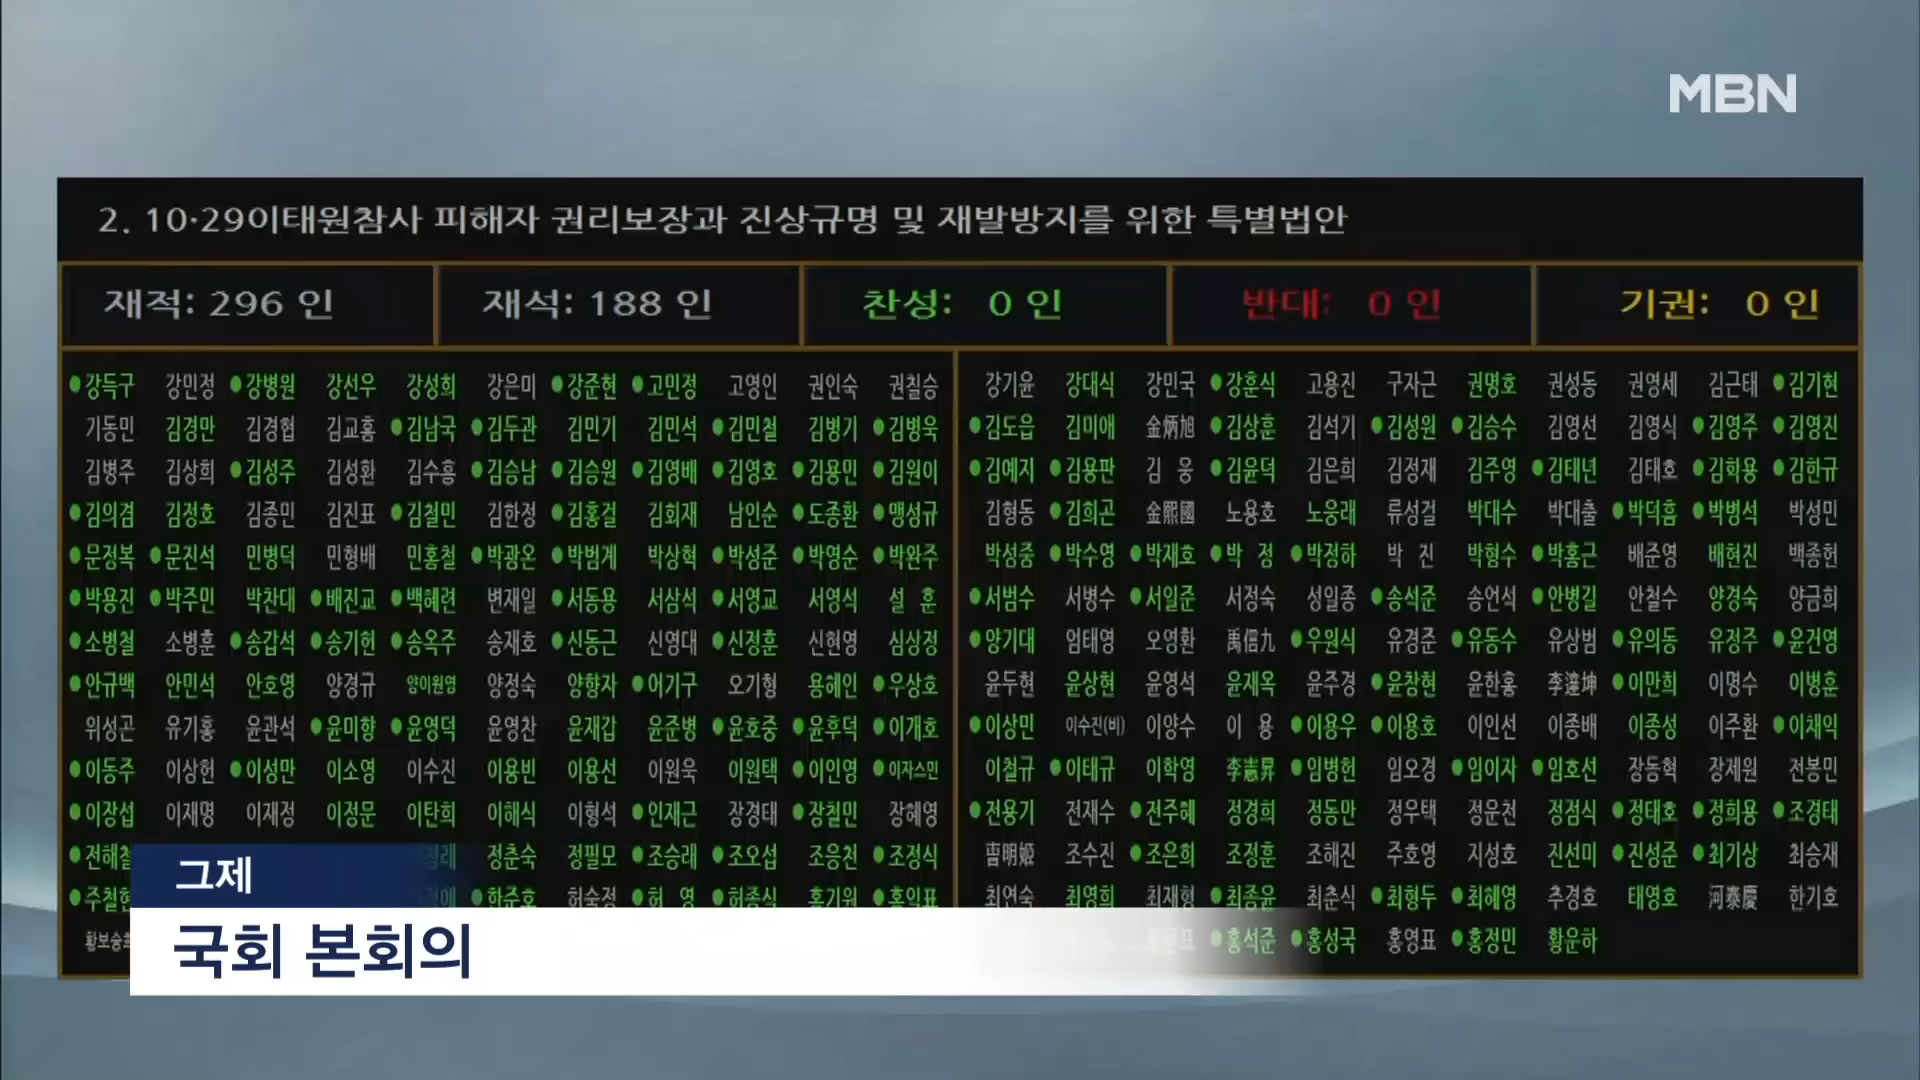 MBN
2. 10·29이태원참사 피해자 권리보장과 진상규명 및 재발방지를 위한 특별법안
재적: 296 인 재석: 188 인 찬성: 0 인 반대: 0 인 기권: 0 인
강득구 강민정 강병원 강선우 강성희 강은미 강준현 고민정 고영인 권인숙 권칠승 강기윤 강대식 강민국 강훈식 고용진 구자근 권명호 권성동 권영세 김근태 김기현
기동민 김경만 김경협 김교흥 김남국 김두관 김민기 김민석 김민철 김병기 김병욱 김도읍 김미애 金炳旭 김상훈 김석기 김성원 김승수 김영선 김영식 김영주 김영진
김병주 김상희 김성주 김성환 김수흥 김승남 김승원 김영배 김영호 김용민 김원이 김예지 김용판 김 웅 김윤덕 김은희 김정재 김주영 김태년 김태호 김학용 김한규
김의겸 김정호 김종민 김진표 김철민 김한정 김홍걸 김회재 남인순 도종환 맹성규 김형동 김희곤 金熙國 노용호 노웅래 류성걸 박대수 박대출 박덕흠 박병석 박성민
문정복 문진석 민병덕 민형배 민홍철 박광온 박범계 박상혁 박성준 박영순 박완주 박성중 박수영 박재호 박 정 박정하 박 진 박형수 박홍근 배준영 배현진 백종헌
박용진 박주민 박찬대 배진교 백혜련 변재일 서동용 서삼석 서영교 서영석 설 훈 서범수 서병수 서일준 서정숙 성일종 송석준 송언석 안병길 안철수 양경숙 양금희
소병철 소병훈 송갑석 송기헌 송옥주 송재호 신동근 신영대 신정훈 신현영 심상정 양기대 엄태영 오영환 禹信九 우원식 유경준 유동수 유상범 유의동 유정주 윤건영
안규백 안민석 안호영 양경규 양이원영 양정숙 양향자 어기구 오기형 용혜인 우상호 윤두현 윤상현 윤영석 윤재옥 윤주경 윤창현 윤한홍 李達坤 이만희 이명수 이병훈
위성곤 유기홍 윤관석 윤미향 윤영덕 윤영찬 윤재갑 윤준병 윤호중 윤후덕 이개호 이상민 이수진(비) 이양수 이 용 이용우 이용호 이인선 이종배 이종성 이주환 이채익
이동주 이상헌 이성만 이소영 이수진 이용빈 이용선 이원욱 이원택 이인영 이자스민 이철규 이태규 이학영 李憲昇 임병헌 임오경 임이자 임호선 장동혁 장제원 전봉민
이장섭 이재명 이재정 이정문 이탄희 이해식 이형석 인재근 장경태 장철민 장혜영 전용기 전재수 전주혜 정경희 정동만 정우택 정운천 정점식 정태호 정희용 조경태
전해철 정춘숙 정필모 조승래 조오섭 조응천 조정식 曺明姬 조수진 조은희 조정훈 조해진 주호영 지성호 진선미 진성준 최기상 최승재
주철현 한준호 허숙정 허 영 허종식 홍기원 홍익표 최연숙 최영희 최재형 최종윤 최춘식 최형두 최혜영 추경호 태영호 河泰慶 한기호
황보승희 홍석준 홍성국 홍영표 홍정민 황운하
그제
국회 본회의